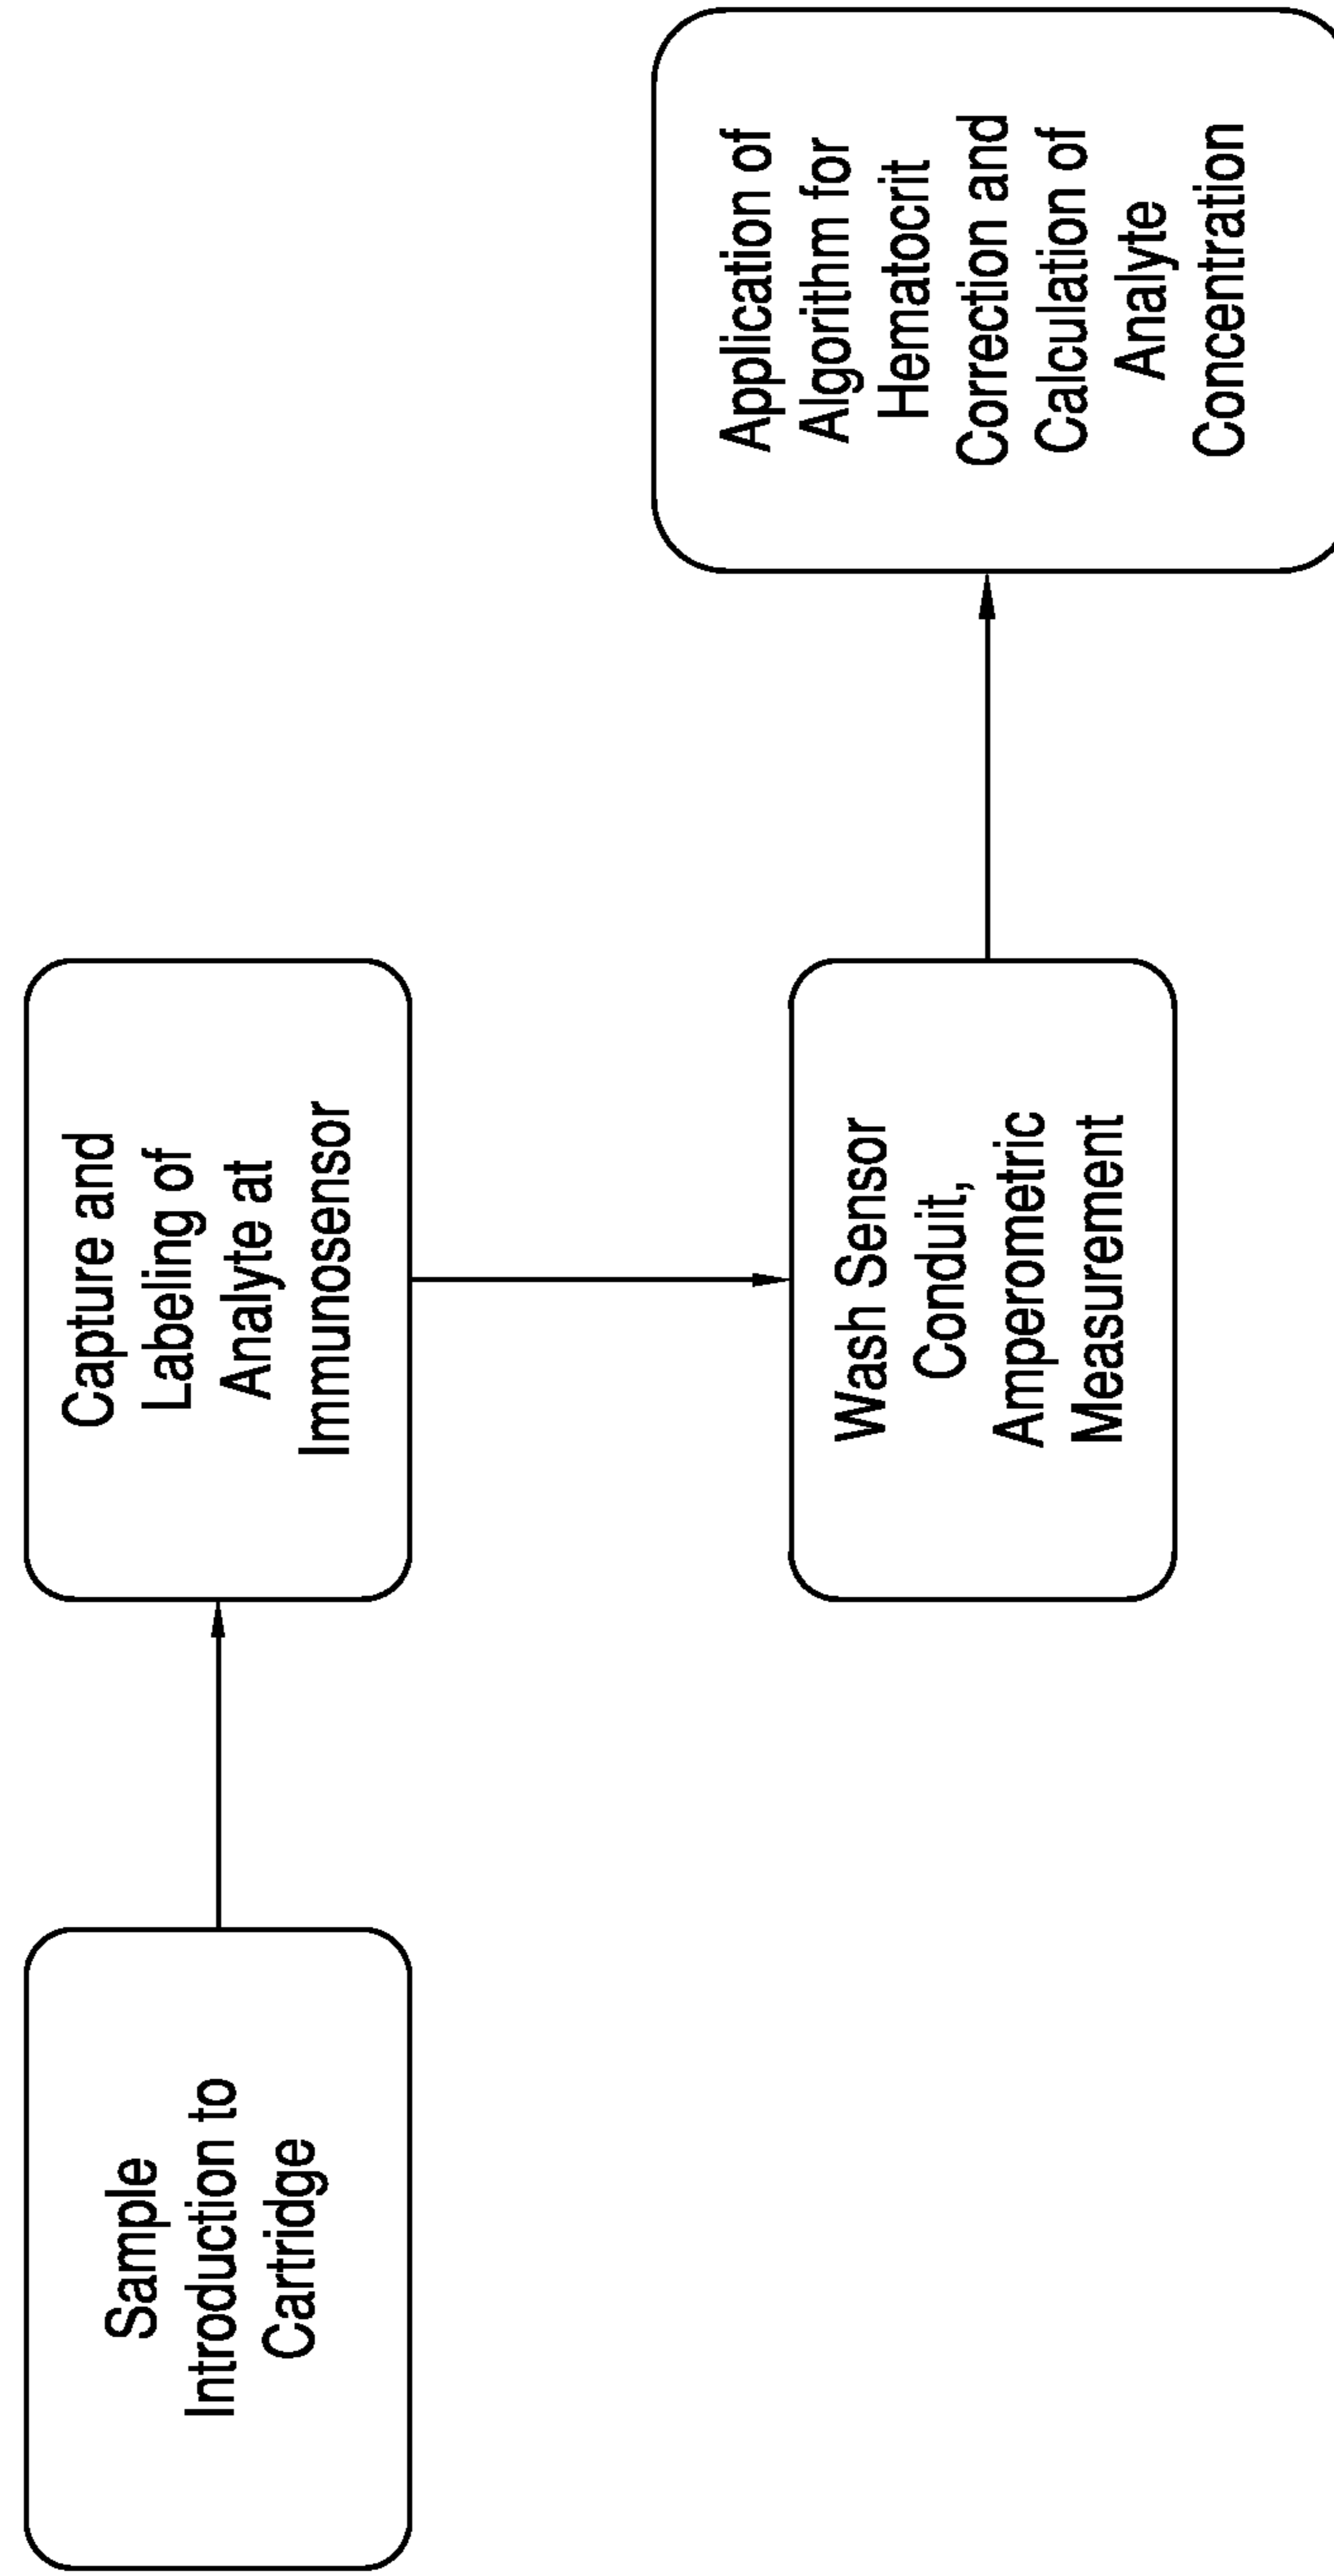 Sample
Introduction to
Cartridge
Capture and
Labeling of
Analyte at
Immunosensor
Wash Sensor
Conduit,
Amperometric
Measurement
Application of
Algorithm for
Hematocrit
Correction and
Calculation of
Analyte
Concentration